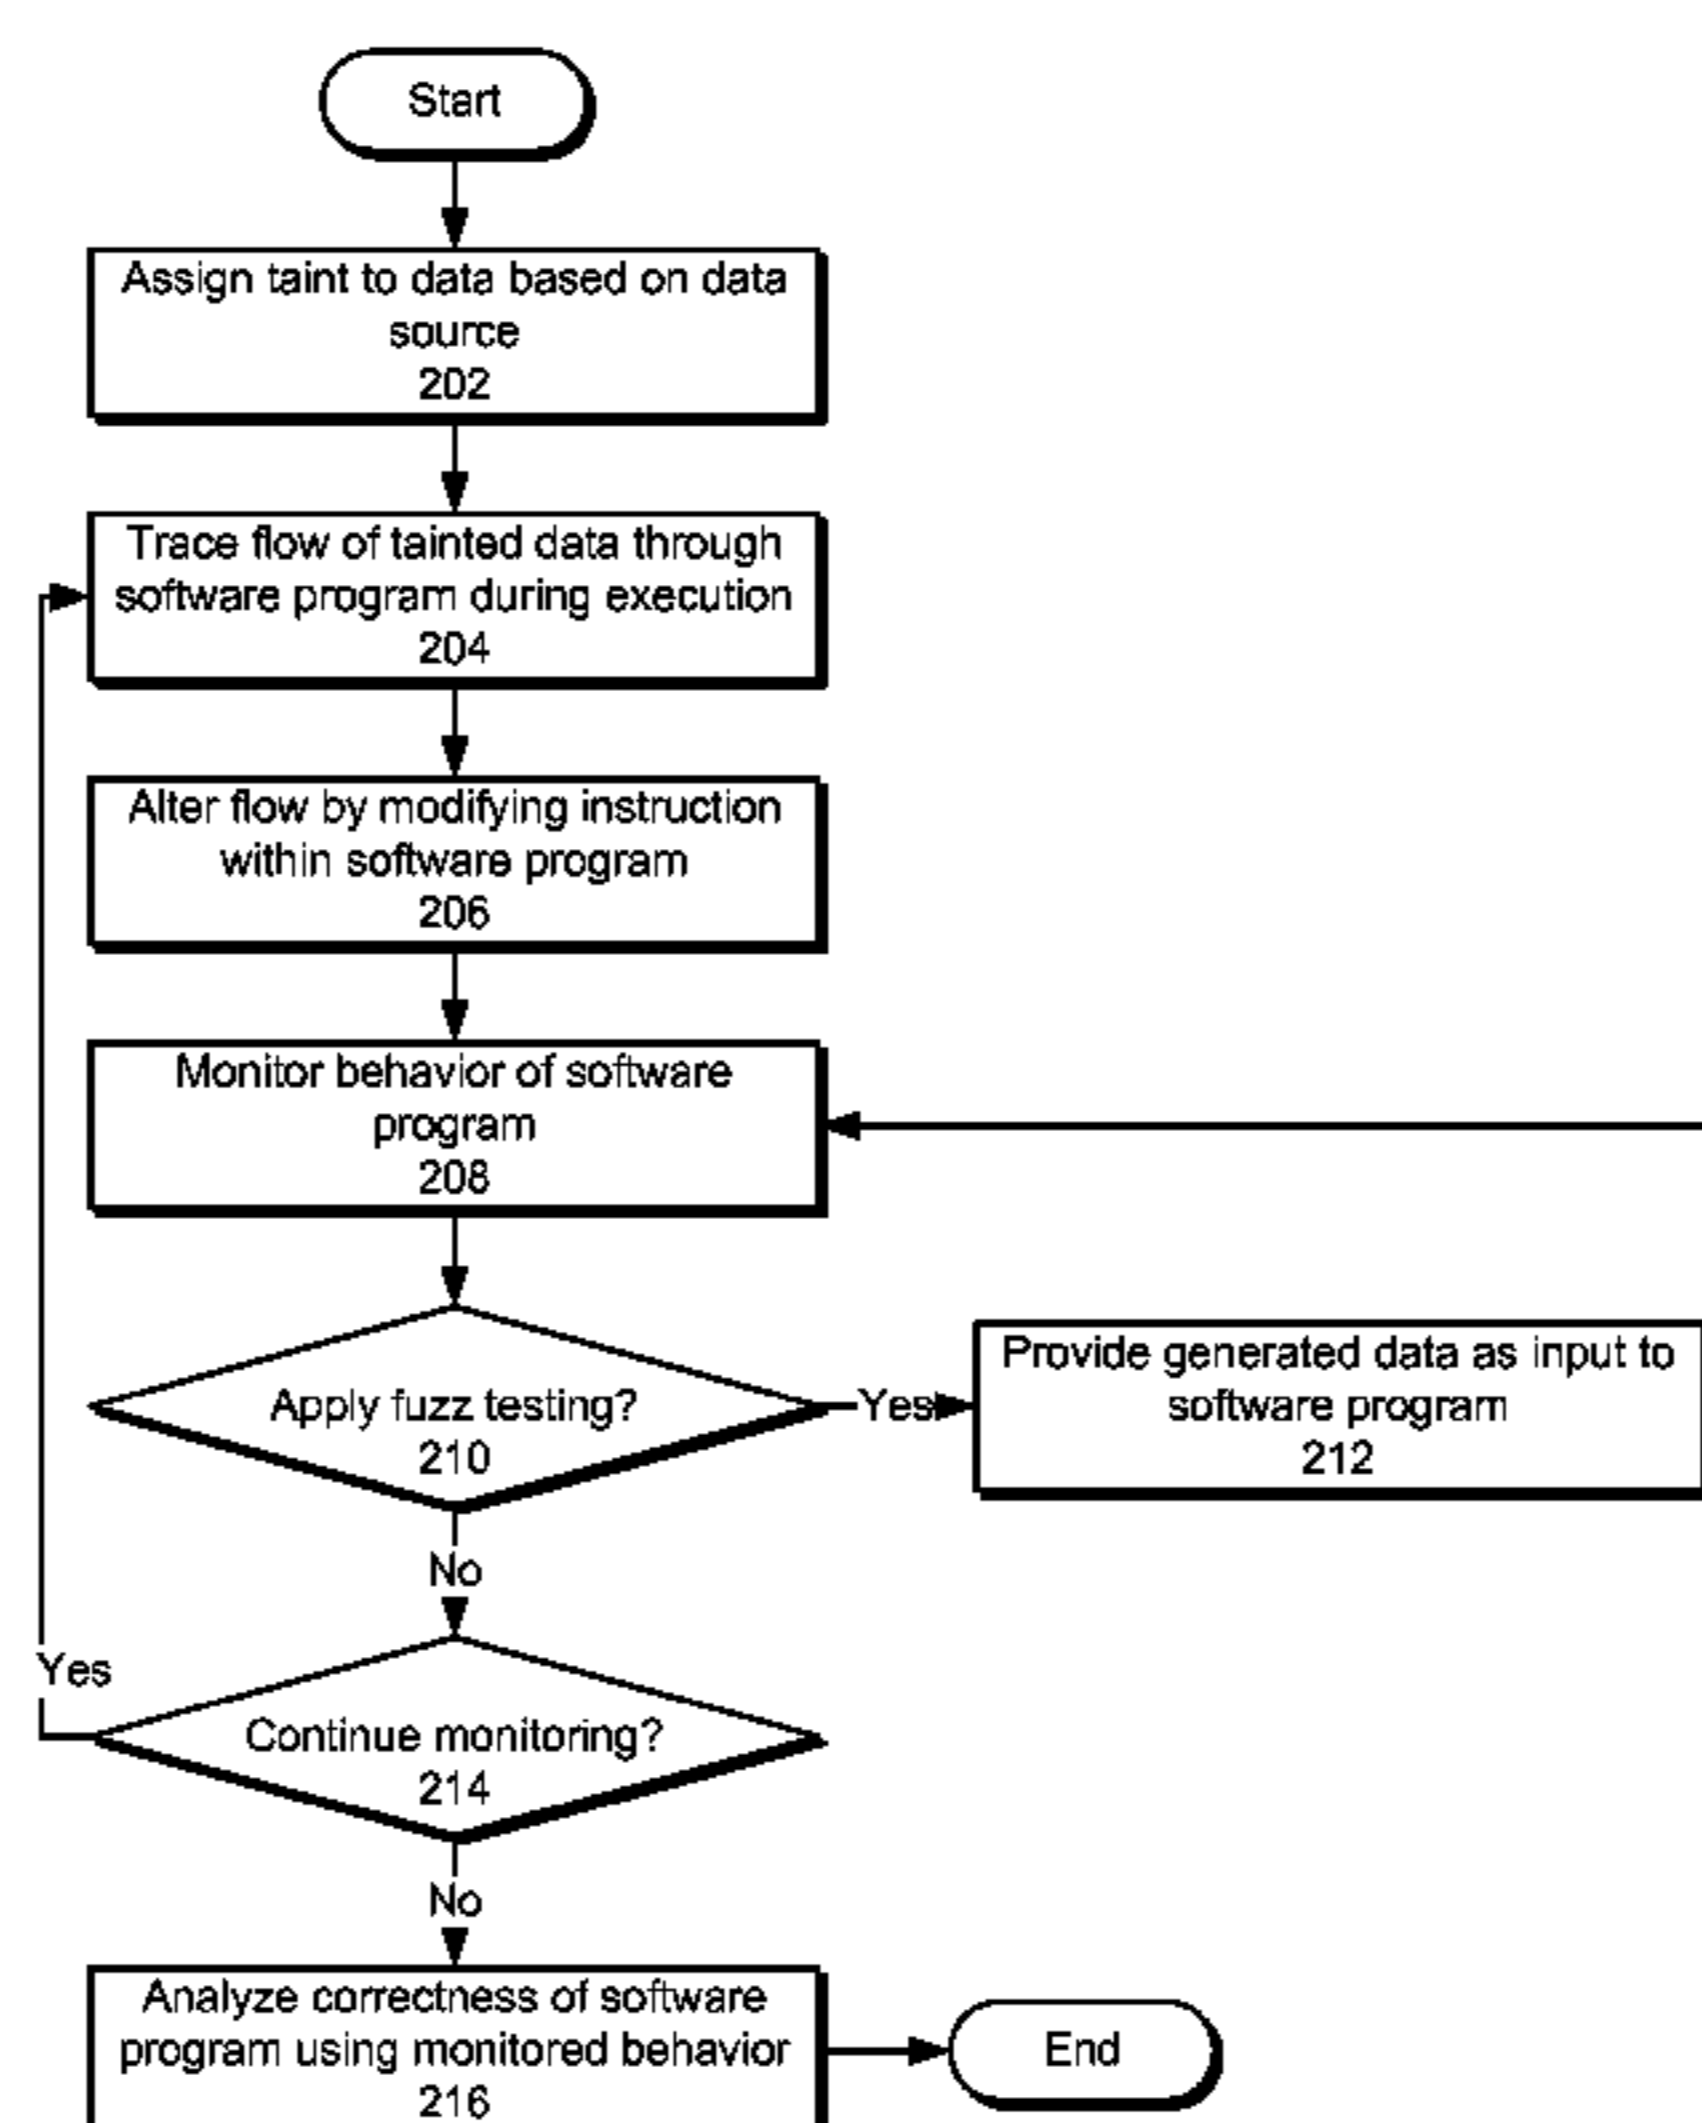 Start
Assign taint to data based on data
source
202
Trace flow of tainted data through
software program during execution
204
Alter flow by modifying instruction
within software program
206
Monitor behavior of software
program
208
Apply fuzz testing?
210
Yes
Provide generated data as input to
software program
212
No
Yes
Continue monitoring?
214
No
Analyze correctness of software
program using monitored behavior
216
End